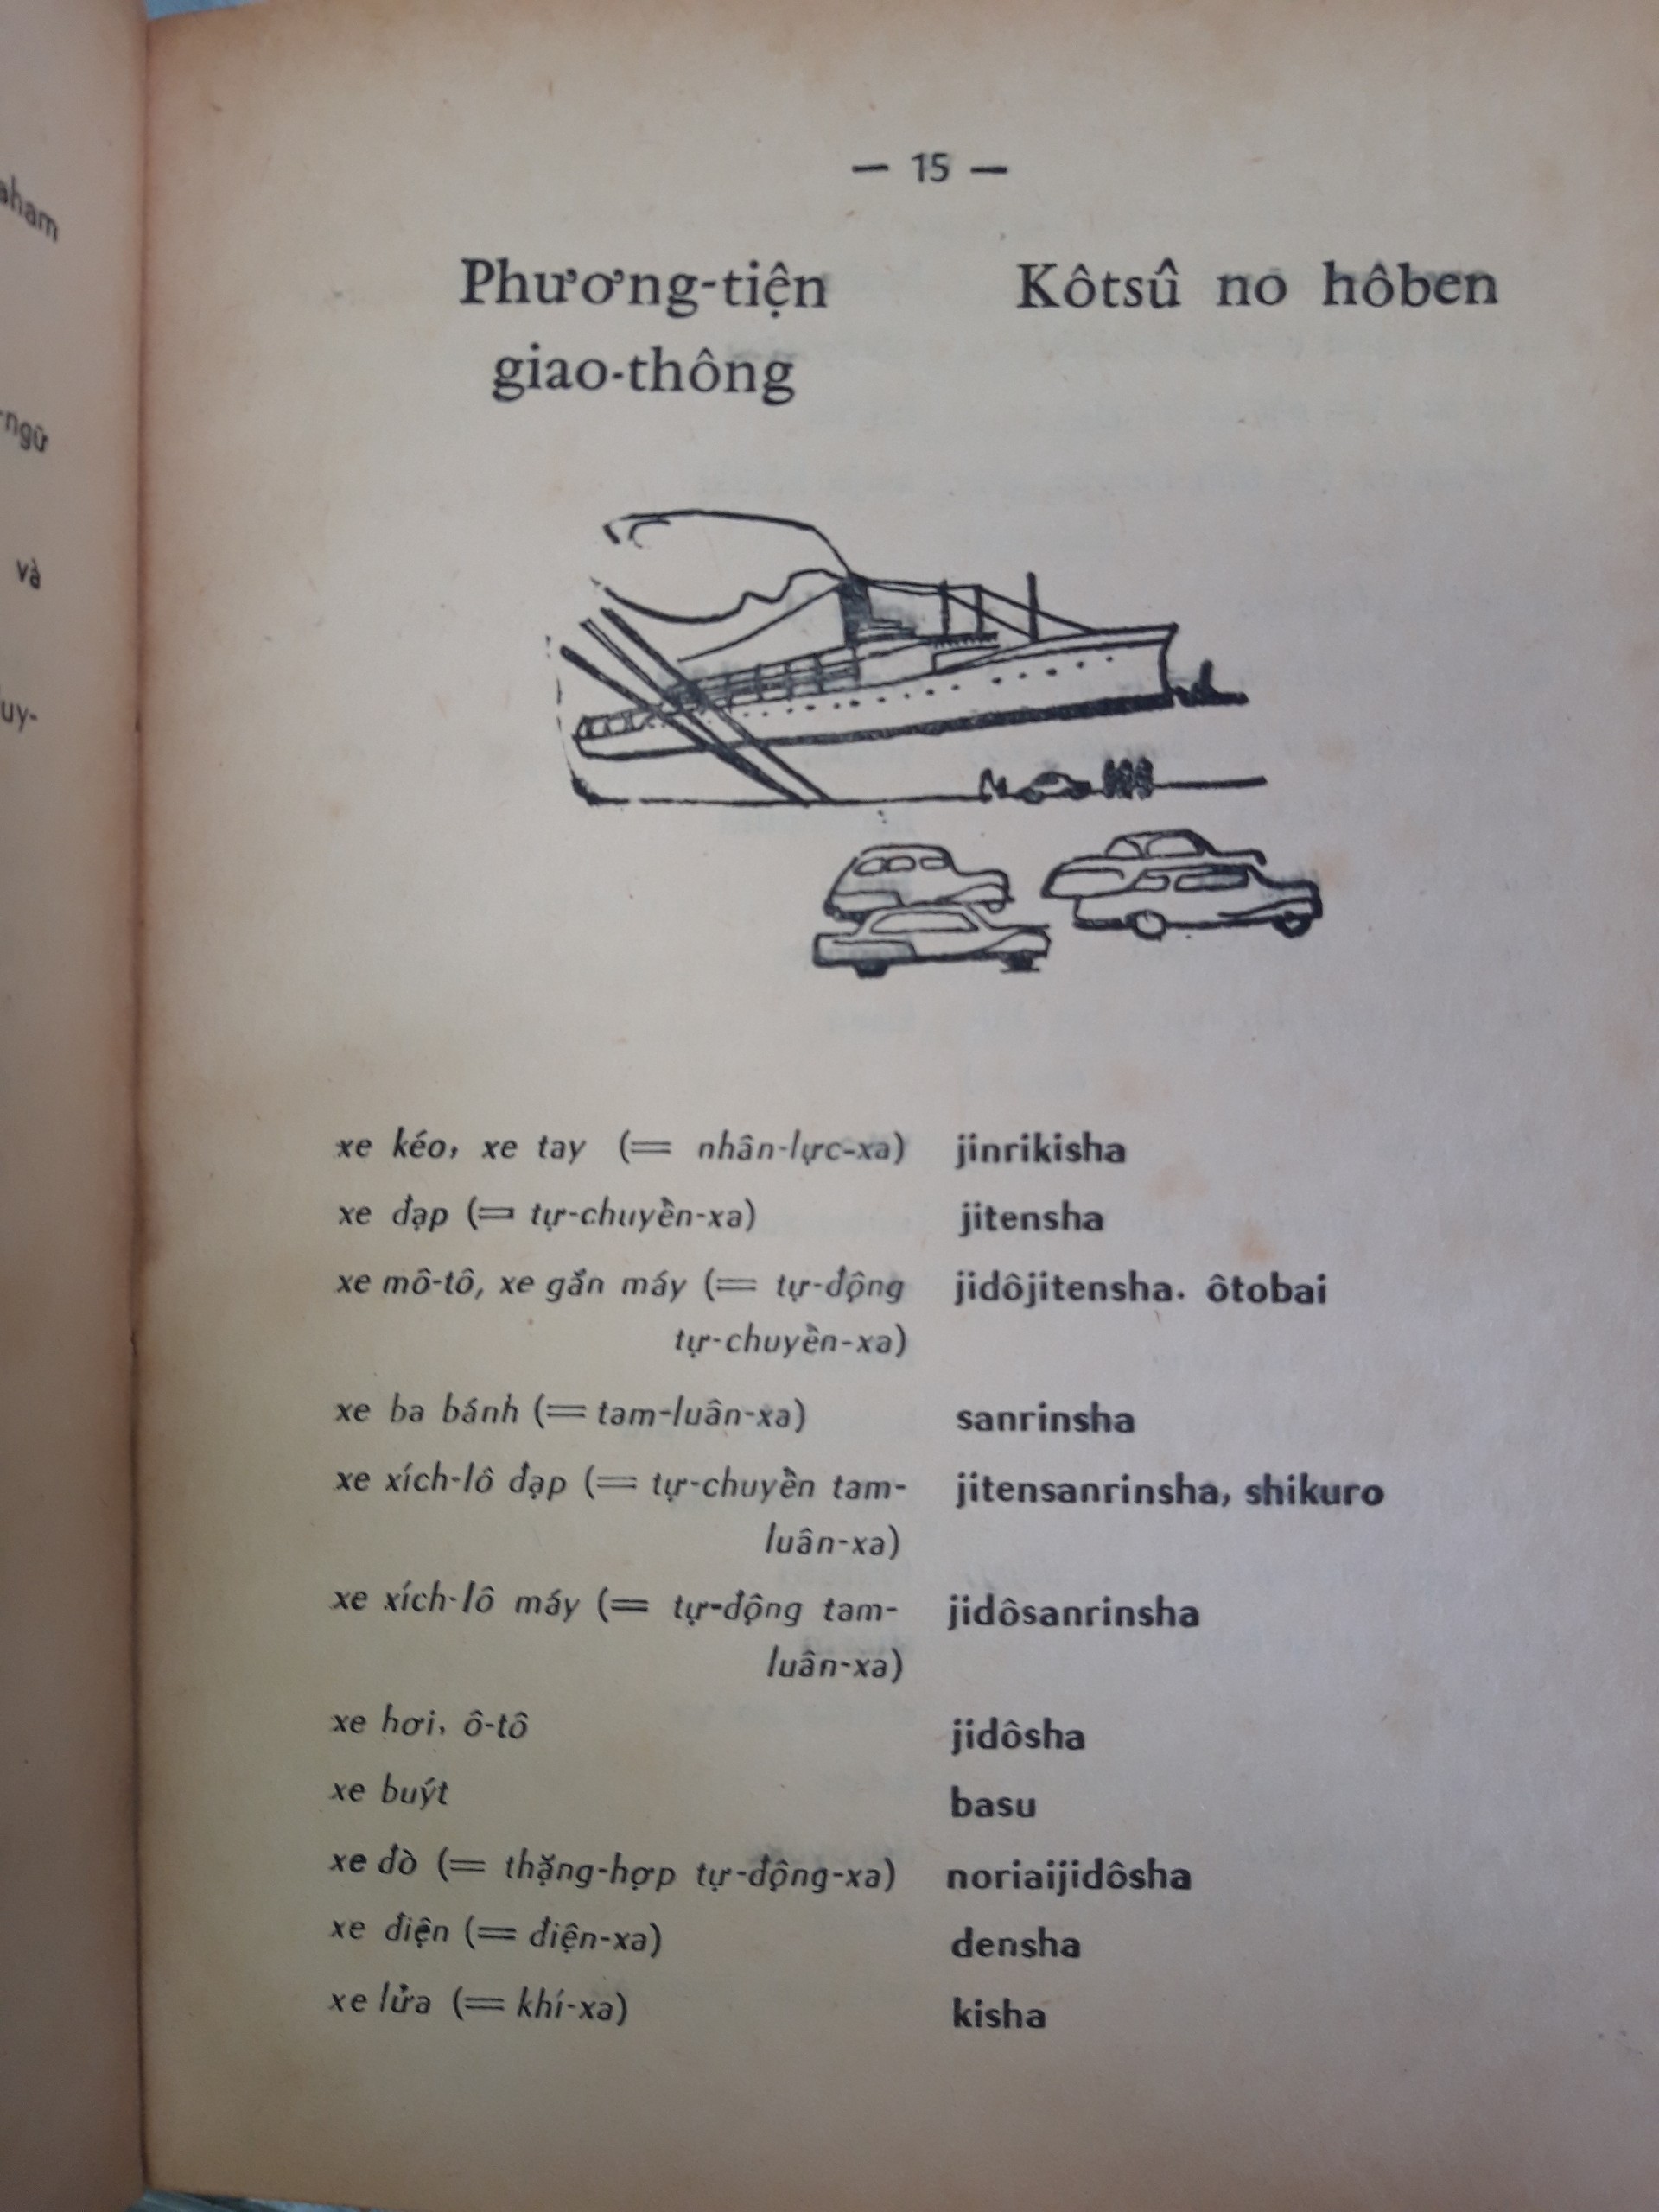 aham
-ngữ
và
uy-
— 15 —
Phương-tiện Kôtsû no hôben
giao-thông
xe kéo, xe tay (= nhân-lực-xa) jinrikisha
xe đạp (= tự-chuyền-xa) jitensha
xe mô-tô, xe gắn máy (= tự-động jidôjitensha. ôtobai
tự-chuyền-xa)
xe ba bánh (= tam-luân-xa) sanrinsha
xe xích-lô đạp (= tự-chuyền tam- jitensanrinsha, shikuro
luân-xa)
xe xích-lô máy (= tự-động tam- jidôsanrinsha
luân-xa)
xe hơi, ô-tô jidôsha
xe buýt basu
xe đò (= thặng-hợp tự-động-xa) noriaijidôsha
xe điện (= điện-xa) densha
xe lửa (= khí-xa) kisha